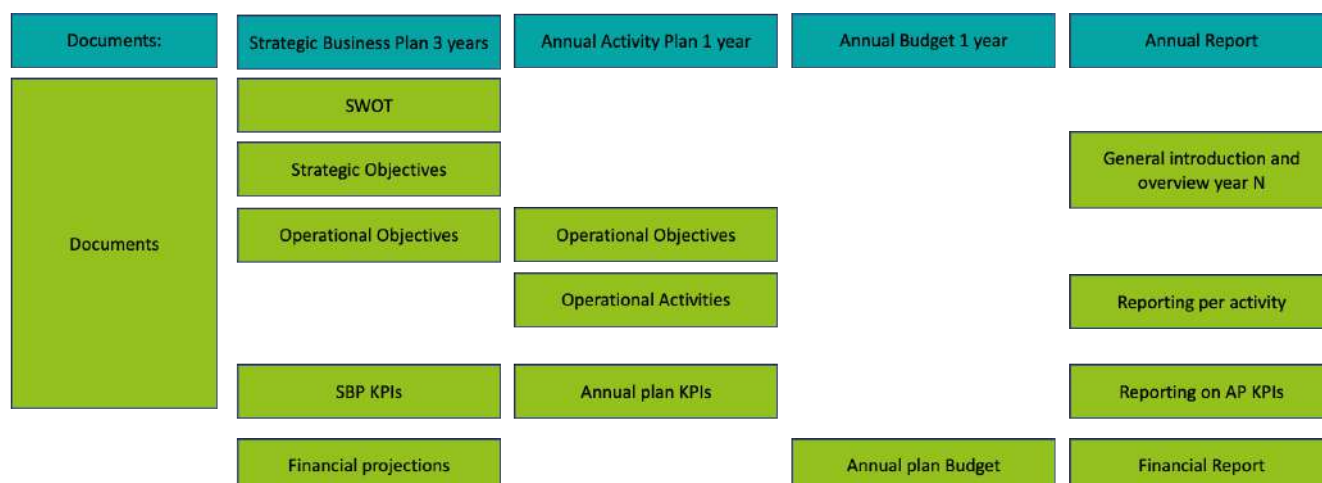 Documents:
Strategic Business Plan 3 years
Annual Activity Plan 1 year
Annual Budget 1 year
Annual Report
Documents
SWOT
Strategic Objectives
General introduction and
overview year N
Operational Objectives
Operational Objectives
Operational Activities
Reporting per activity
SBP KPIs
Annual plan KPIs
Reporting on AP KPIs
Financial projections
Annual plan Budget
Financial Report